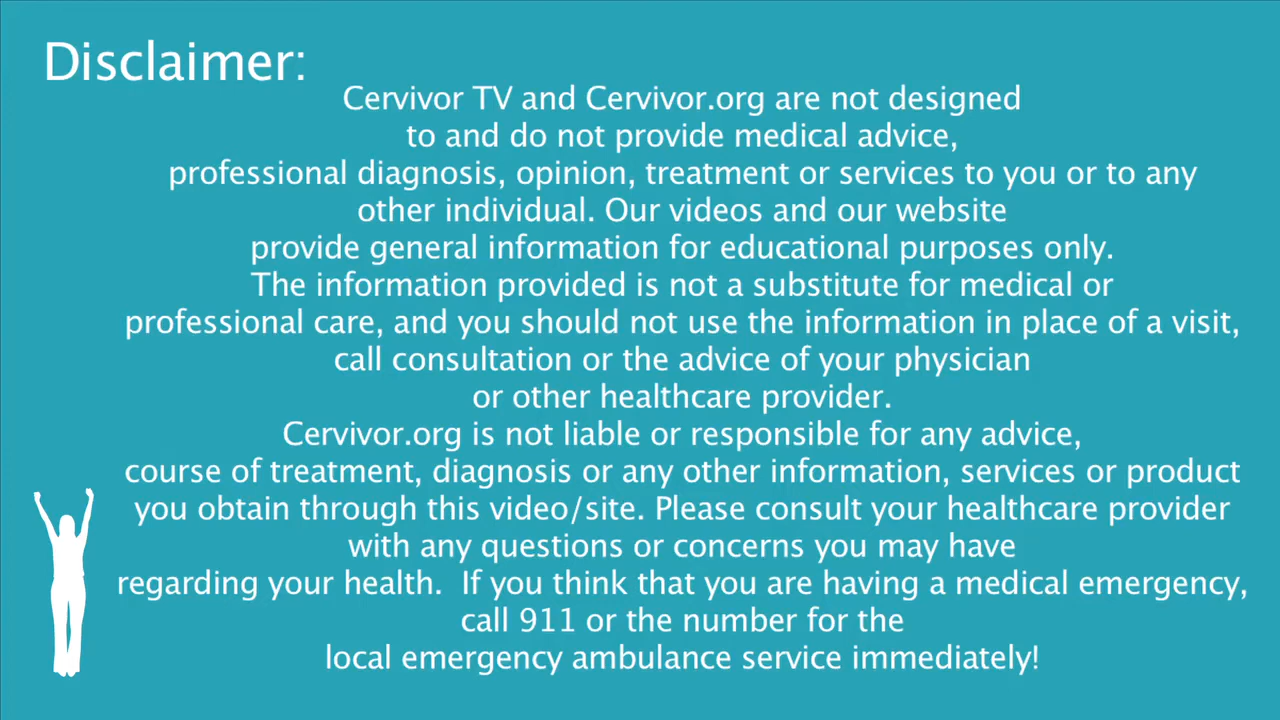 Disclaimer:
Cervivor TV and Cervivor.org are not designed
to and do not provide medical advice,
professional diagnosis, opinion, treatment or services to you or to any
other individual. Our videos and our website
provide general information for educational purposes only.
The information provided is not a substitute for medical or
professional care, and you should not use the information in place of a visit,
call consultation or the advice of your physician
or other healthcare provider.
Cervivor.org is not liable or responsible for any advice,
course of treatment, diagnosis or any other information, services or product
you obtain through this video/site. Please consult your healthcare provider
with any questions or concerns you may have
regarding your health.  If you think that you are having a medical emergency,
call 911 or the number for the
local emergency ambulance service immediately!